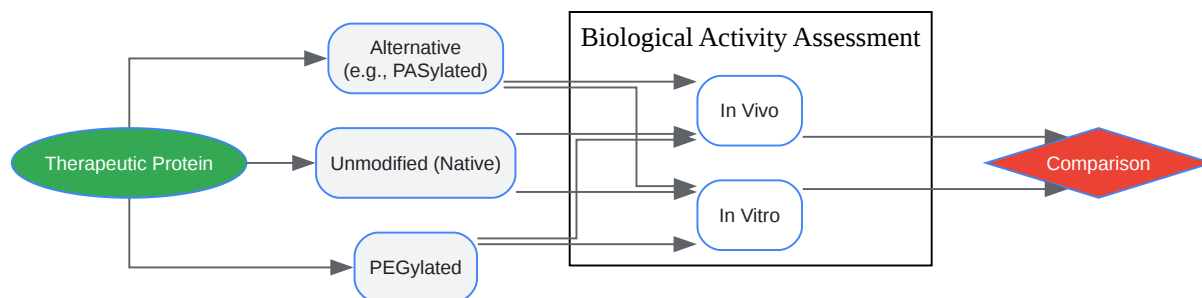 Biological Activity Assessment
Alternative
(e.g., PASylated)
In Vivo
Therapeutic Protein
Unmodified (Native)
Comparison
In Vitro
PEGylated